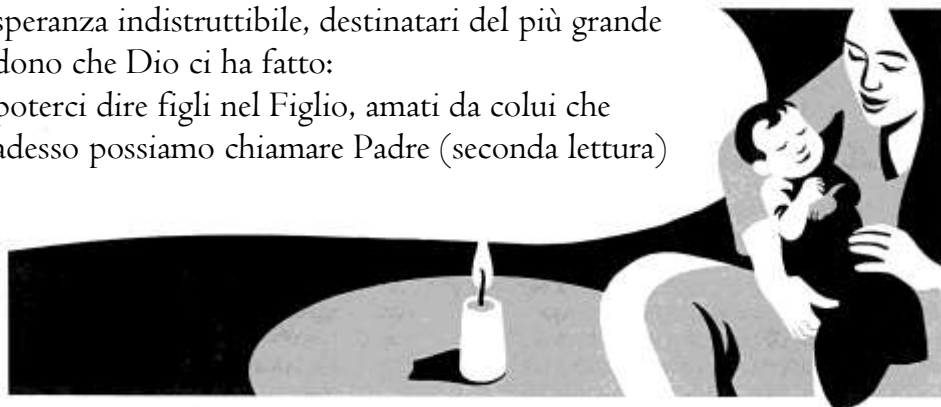 speranza indistruttibile, destinatari del più grande
dono che Dio ci ha fatto:
poterci dire figli nel Figlio, amati da colui che
adesso possiamo chiamare Padre (seconda lettura)